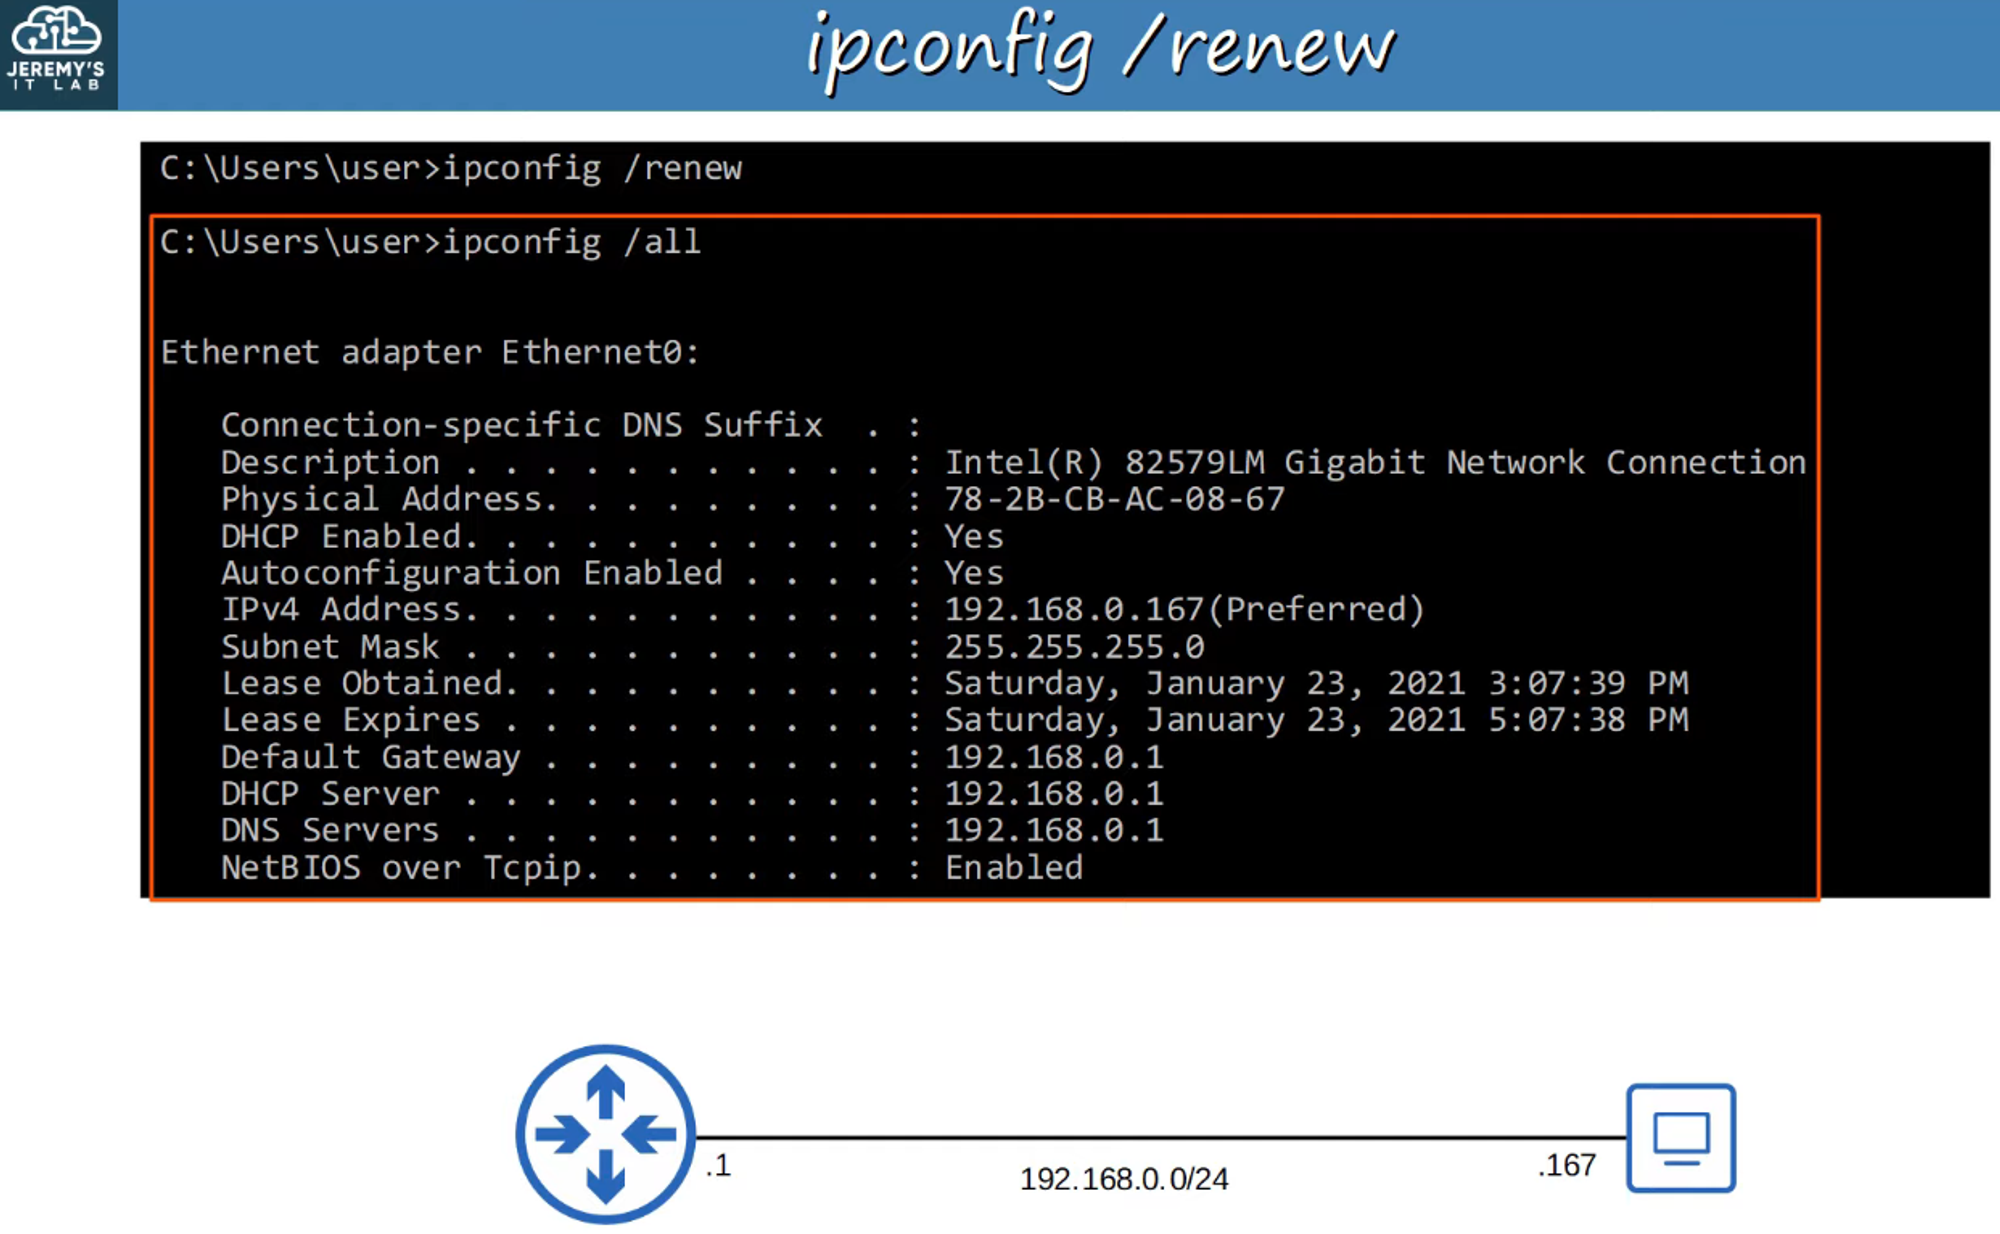 JEREMY'S
IT LAB
ipconfig /renew
C:\Users\user>ipconfig /renew
C:\Users\user>ipconfig /all
Ethernet adapter Ethernet0:
Connection-specific DNS Suffix  . :
Description . . . . . . . . . . . : Intel(R) 82579LM Gigabit Network Connection
Physical Address. . . . . . . . . : 78-2B-CB-AC-08-67
DHCP Enabled. . . . . . . . . . . : Yes
Autoconfiguration Enabled . . . . : Yes
IPv4 Address. . . . . . . . . . . : 192.168.0.167(Preferred)
Subnet Mask . . . . . . . . . . . : 255.255.255.0
Lease Obtained. . . . . . . . . . : Saturday, January 23, 2021 3:07:39 PM
Lease Expires . . . . . . . . . . : Saturday, January 23, 2021 5:07:38 PM
Default Gateway . . . . . . . . . : 192.168.0.1
DHCP Server . . . . . . . . . . . : 192.168.0.1
DNS Servers . . . . . . . . . . . : 192.168.0.1
NetBIOS over Tcpip. . . . . . . . : Enabled
.1
192.168.0.0/24
.167